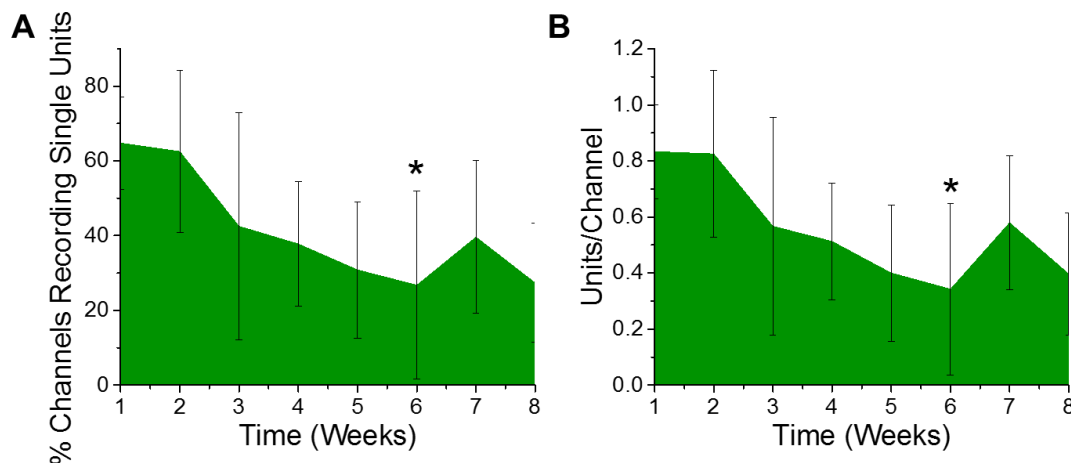 A
% Channels Recording Single Units
80
60
40
20
0
*
1 2 3 4 5 6 7 8
Time (Weeks)
B
Units/Channel
1.2
1.0
0.8
0.6
0.4
0.2
0.0
*
1 2 3 4 5 6 7 8
Time (Weeks)